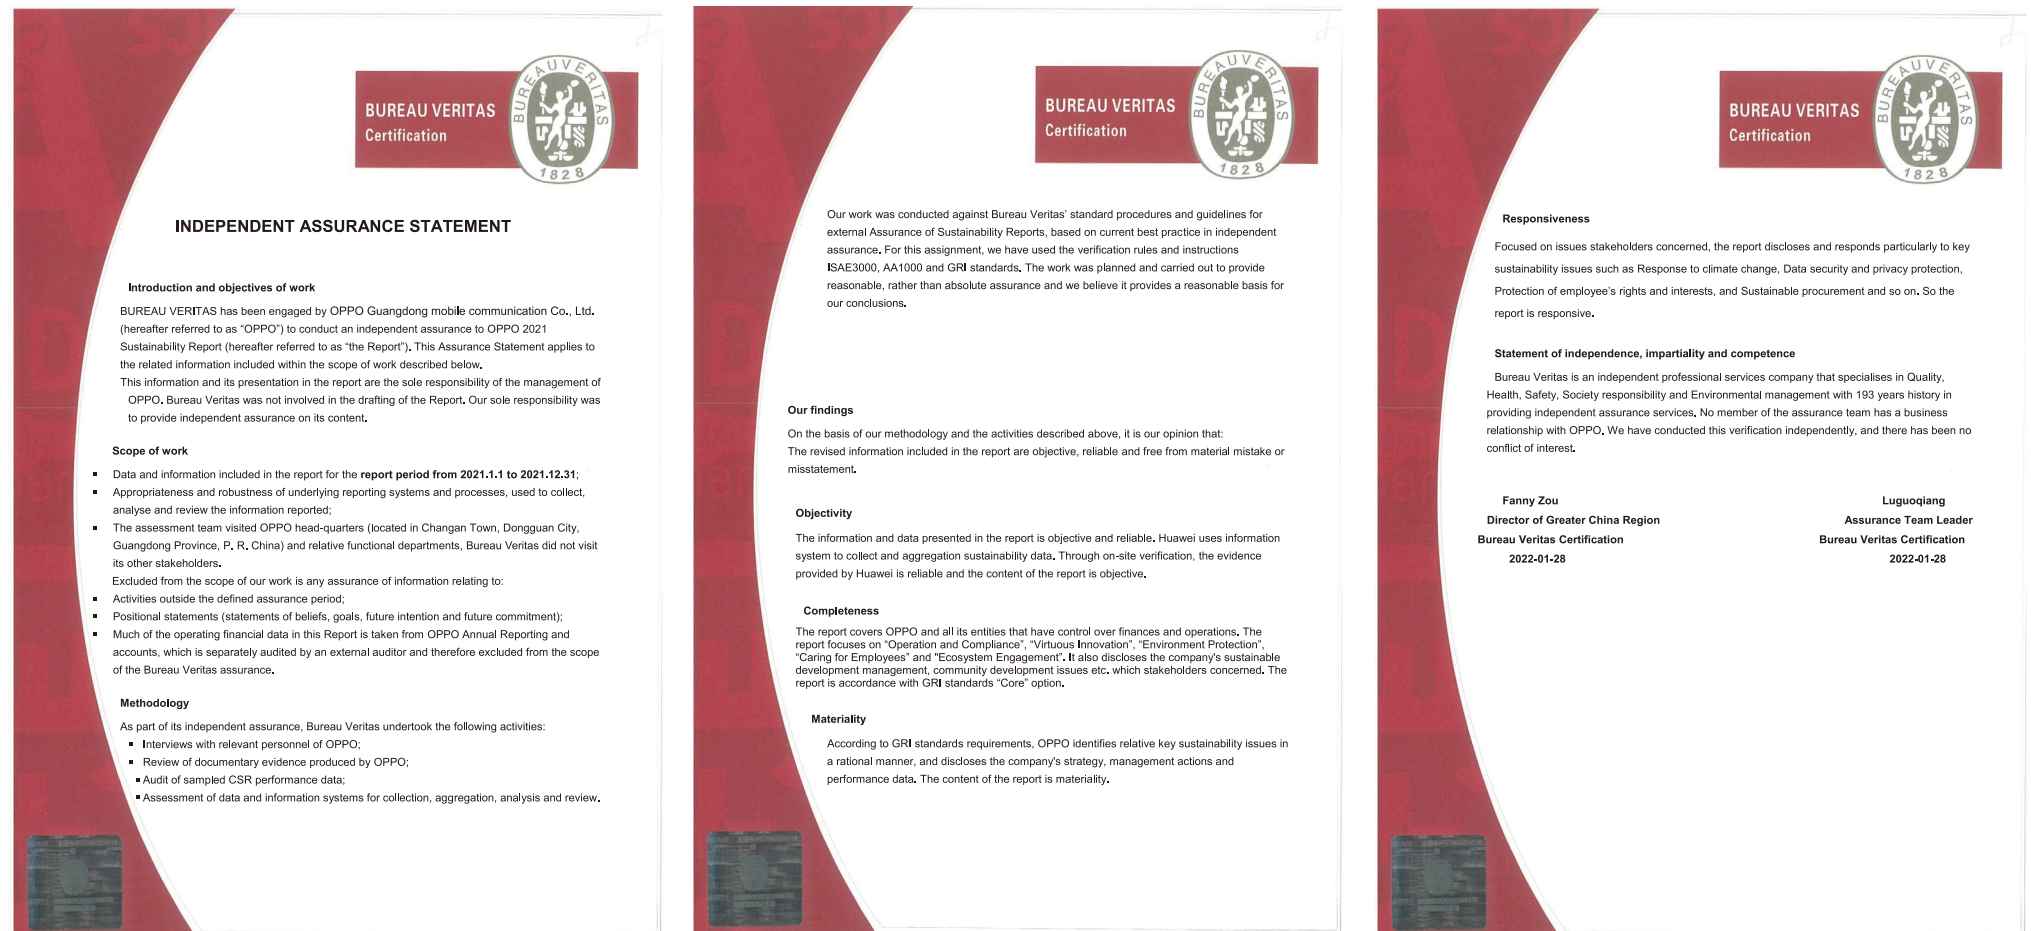 BUREAU VERITAS
Certification
BUREAU VERITAS
1828
INDEPENDENT ASSURANCE STATEMENT
Introduction and objectives of work
BUREAU VERITAS has been engaged by OPPO Guangdong mobile communication Co., Ltd.
(hereafter referred to as “OPPO”) to conduct an independent assurance to OPPO 2021
Sustainability Report (hereafter referred to as “the Report”). This Assurance Statement applies to
the related information included within the scope of work described below.
This information and its presentation in the report are the sole responsibility of the management of
OPPO. Bureau Veritas was not involved in the drafting of the Report. Our sole responsibility was
to provide independent assurance on its content.
Scope of work
▪ Data and information included in the report for the report period from 2021.1.1 to 2021.12.31;
▪ Appropriateness and robustness of underlying reporting systems and processes, used to collect,
analyse and review the information reported;
▪ The assessment team visited OPPO head-quarters (located in Changan Town, Dongguan City,
Guangdong Province, P. R. China) and relative functional departments, Bureau Veritas did not visit
its other stakeholders.
Excluded from the scope of our work is any assurance of information relating to:
▪ Activities outside the defined assurance period;
▪ Positional statements (statements of beliefs, goals, future intention and future commitment);
▪ Much of the operating financial data in this Report is taken from OPPO Annual Reporting and
accounts, which is separately audited by an external auditor and therefore excluded from the scope
of the Bureau Veritas assurance.
Methodology
As part of its independent assurance, Bureau Veritas undertook the following activities:
▪ Interviews with relevant personnel of OPPO;
▪ Review of documentary evidence produced by OPPO;
▪ Audit of sampled CSR performance data;
▪ Assessment of data and information systems for collection, aggregation, analysis and review.
BUREAU VERITAS
Certification
BUREAU VERITAS
1828
Our work was conducted against Bureau Veritas’ standard procedures and guidelines for
external Assurance of Sustainability Reports, based on current best practice in independent
assurance. For this assignment, we have used the verification rules and instructions
ISAE3000, AA1000 and GRI standards. The work was planned and carried out to provide
reasonable, rather than absolute assurance and we believe it provides a reasonable basis for
our conclusions.
Our findings
On the basis of our methodology and the activities described above, it is our opinion that:
The revised information included in the report are objective, reliable and free from material mistake or
misstatement.
Objectivity
The information and data presented in the report is objective and reliable. Huawei uses information
system to collect and aggregation sustainability data. Through on-site verification, the evidence
provided by Huawei is reliable and the content of the report is objective.
Completeness
The report covers OPPO and all its entities that have control over finances and operations. The
report focuses on “Operation and Compliance”, “Virtuous Innovation”, “Environment Protection”,
“Caring for Employees” and "Ecosystem Engagement”. It also discloses the company's sustainable
development management, community development issues etc. which stakeholders concerned. The
report is accordance with GRI standards “Core” option.
Materiality
According to GRI standards requirements, OPPO identifies relative key sustainability issues in
a rational manner, and discloses the company's strategy, management actions and
performance data. The content of the report is materiality.
BUREAU VERITAS
Certification
BUREAU VERITAS
1828
Responsiveness
Focused on issues stakeholders concerned, the report discloses and responds particularly to key
sustainability issues such as Response to climate change, Data security and privacy protection,
Protection of employee’s rights and interests, and Sustainable procurement and so on. So the
report is responsive.
Statement of independence, impartiality and competence
Bureau Veritas is an independent professional services company that specialises in Quality,
Health, Safety, Society responsibility and Environmental management with 193 years history in
providing independent assurance services. No member of the assurance team has a business
relationship with OPPO. We have conducted this verification independently, and there has been no
conflict of interest.
Fanny Zou
Director of Greater China Region
Bureau Veritas Certification
2022-01-28
Luguoqiang
Assurance Team Leader
Bureau Veritas Certification
2022-01-28